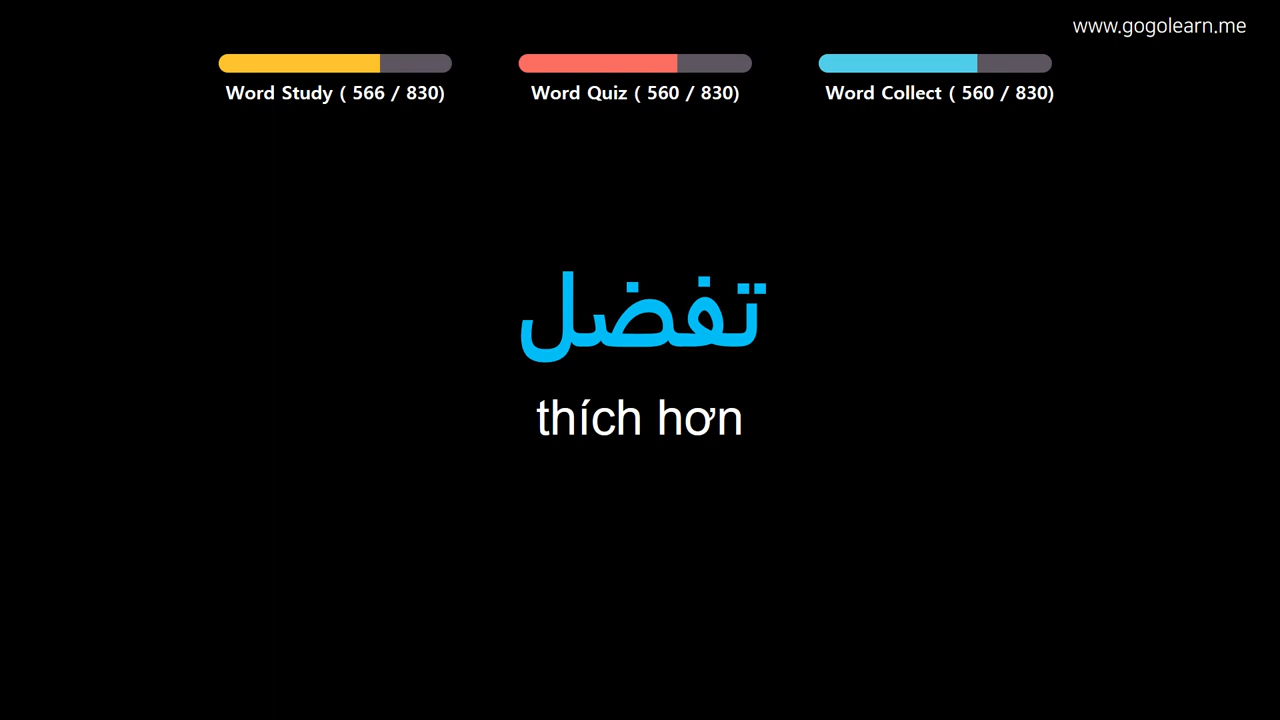 www.gogolearn.me
Word Study ( 566 / 830)
Word Quiz ( 560 / 830)
Word Collect ( 560 / 830)
تفضل
thích hơn